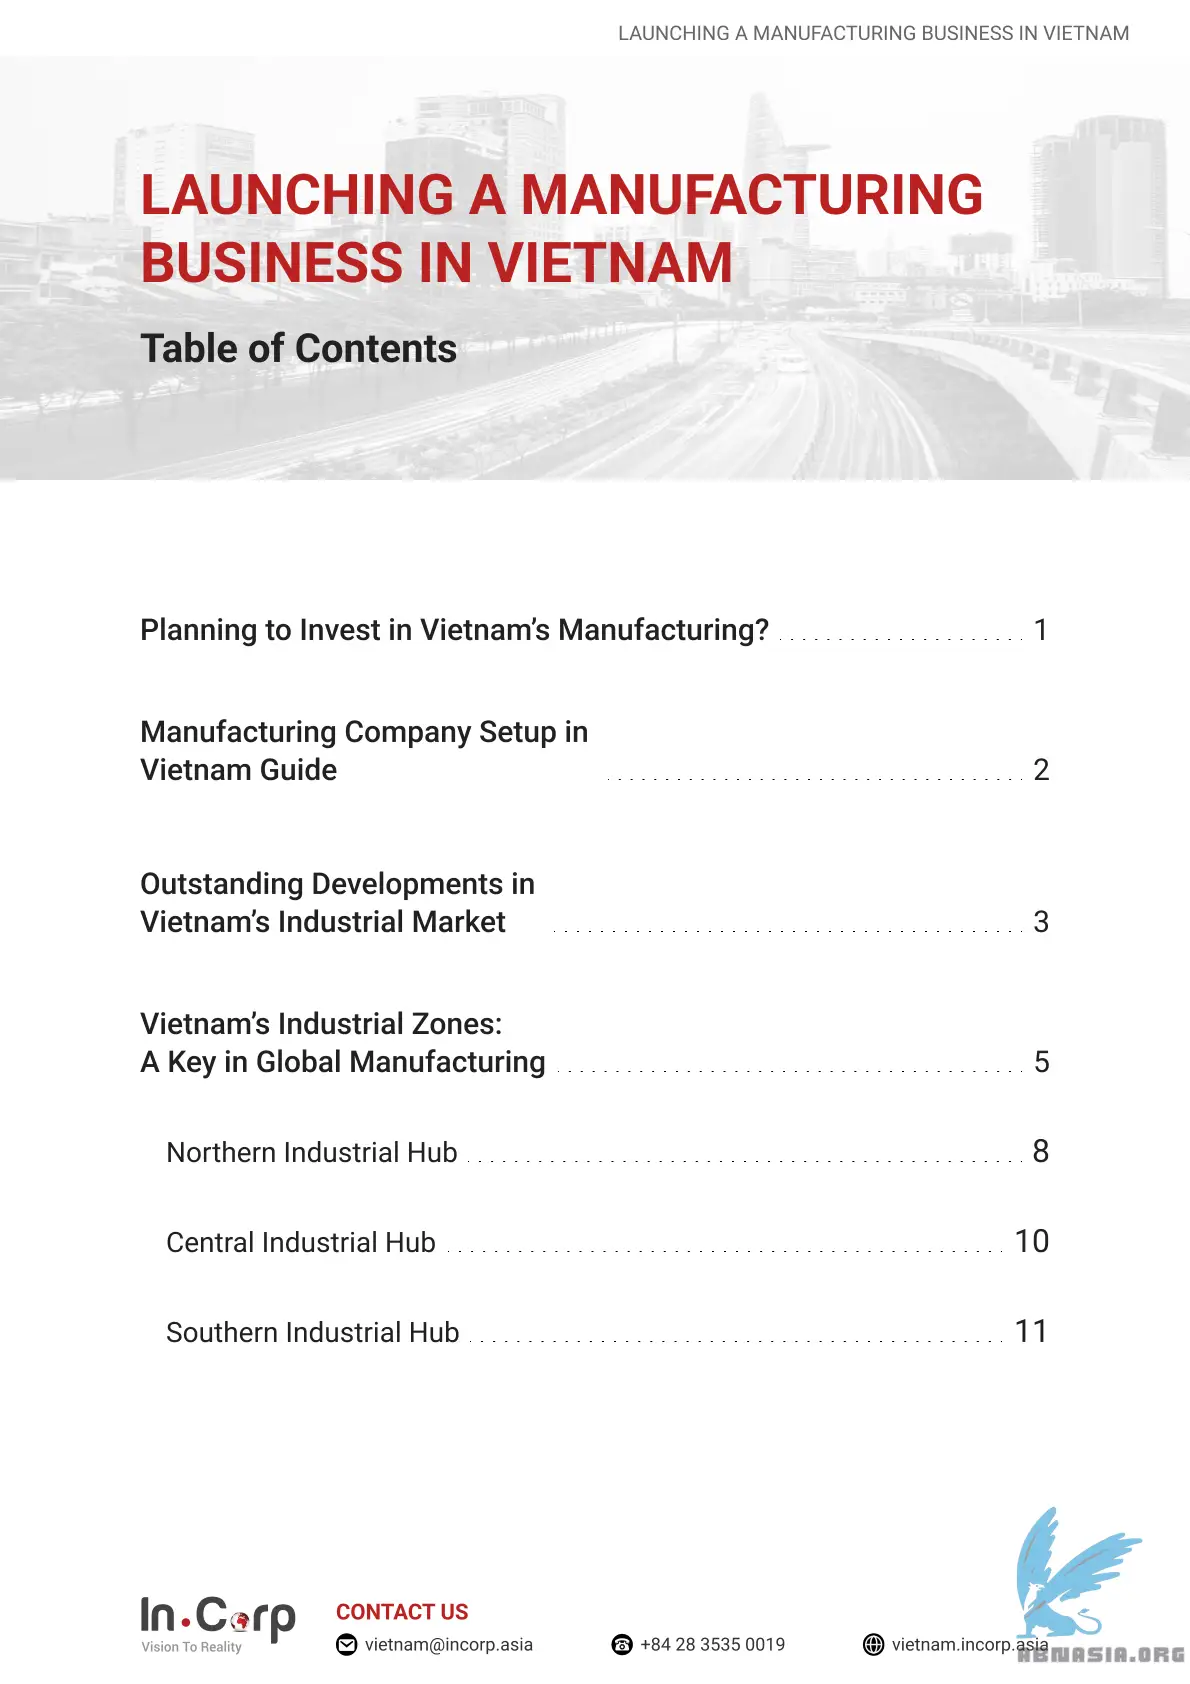 LAUNCHING A MANUFACTURING BUSINESS IN VIETNAM
LAUNCHING A MANUFACTURING
BUSINESS IN VIETNAM
Table of Contents
Planning to Invest in Vietnam’s Manufacturing? 1
Manufacturing Company Setup in
Vietnam Guide 2
Outstanding Developments in
Vietnam’s Industrial Market 3
Vietnam’s Industrial Zones:
A Key in Global Manufacturing 5
Northern Industrial Hub 8
Central Industrial Hub 10
Southern Industrial Hub 11
In.Corp
Vision To Reality
CONTACT US
vietnam@incorp.asia
+84 28 3535 0019
vietnam.incorp.asia
ABNASIA.ORG